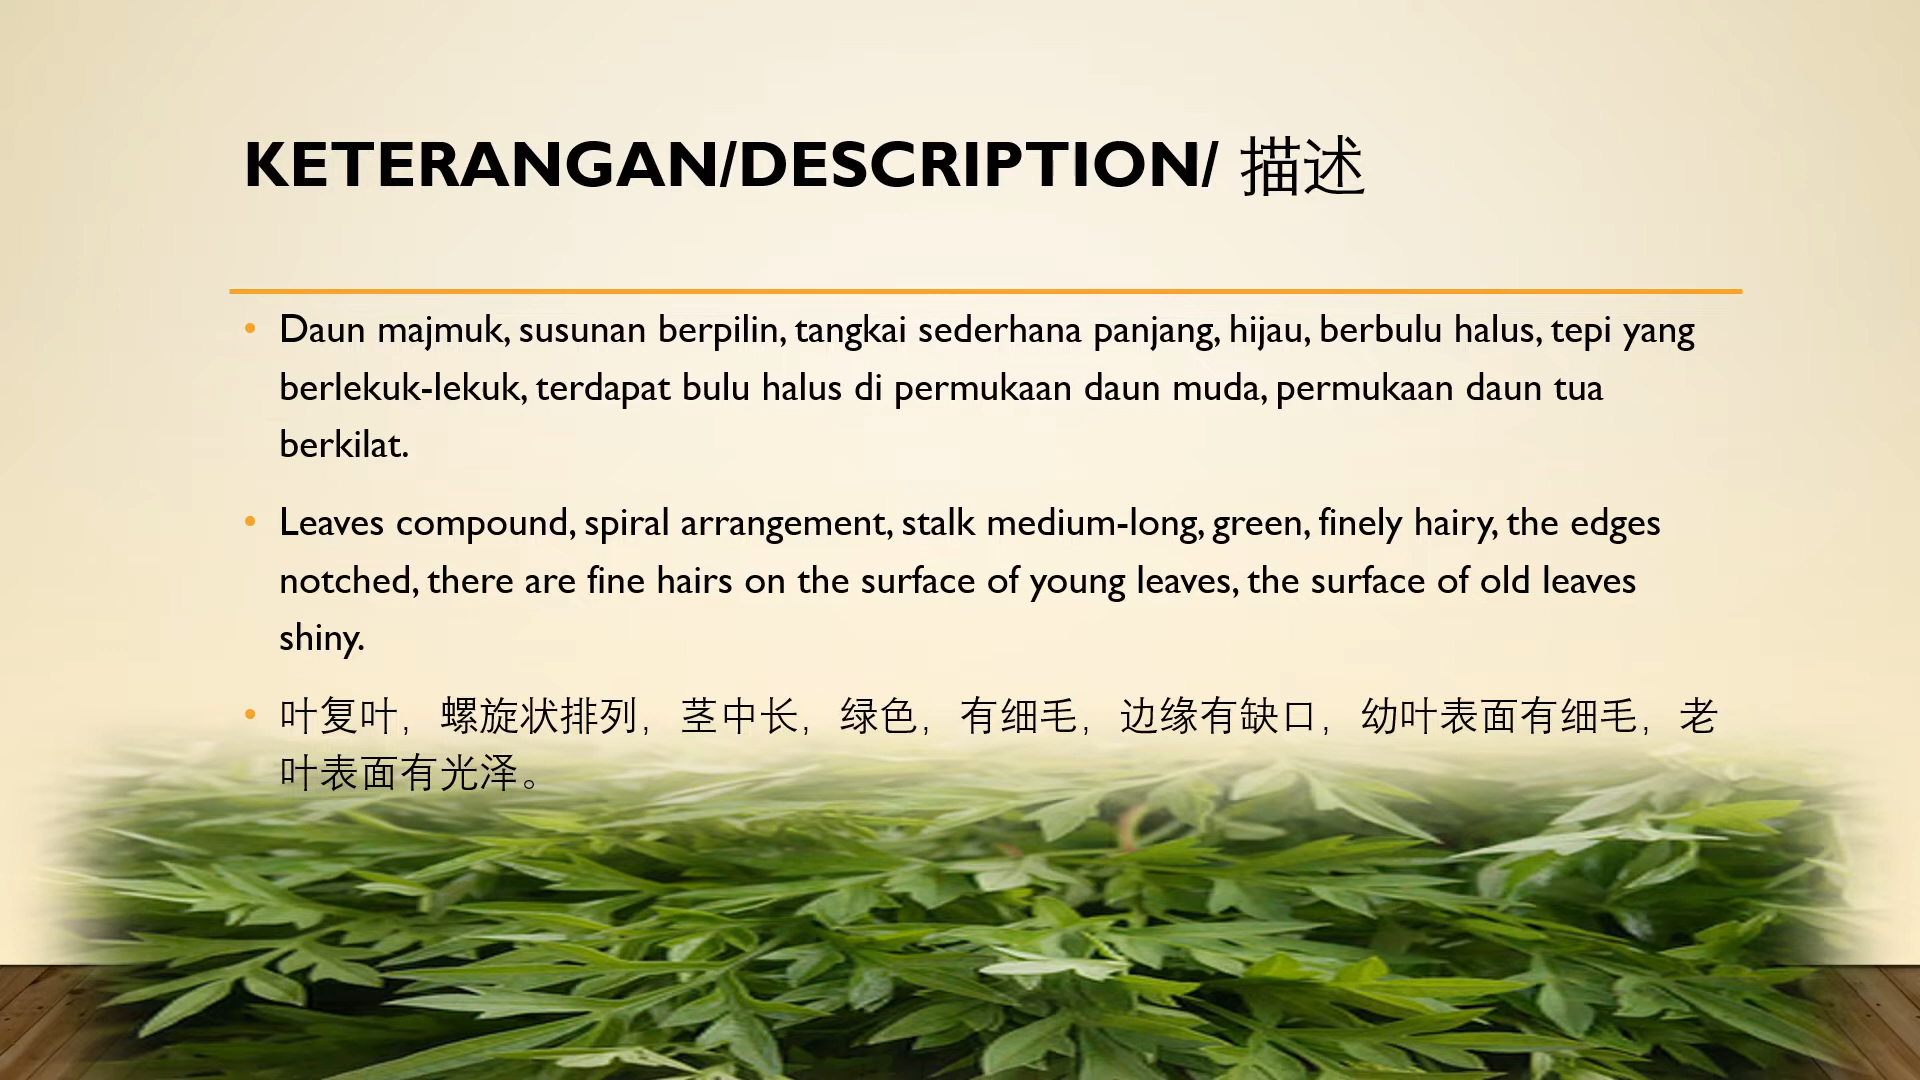 KETERANGAN/DESCRIPTION/ 描述
• Daun majmuk, susunan berpilin, tangkai sederhana panjang, hijau, berbulu halus, tepi yang
berlekuk-lekuk, terdapat bulu halus di permukaan daun muda, permukaan daun tua
berkilat.
• Leaves compound, spiral arrangement, stalk medium-long, green, finely hairy, the edges
notched, there are fine hairs on the surface of young leaves, the surface of old leaves
shiny.
• 叶复叶，螺旋状排列，茎中长，绿色，有细毛，边缘有缺口，幼叶表面有细毛，老
叶表面有光泽。